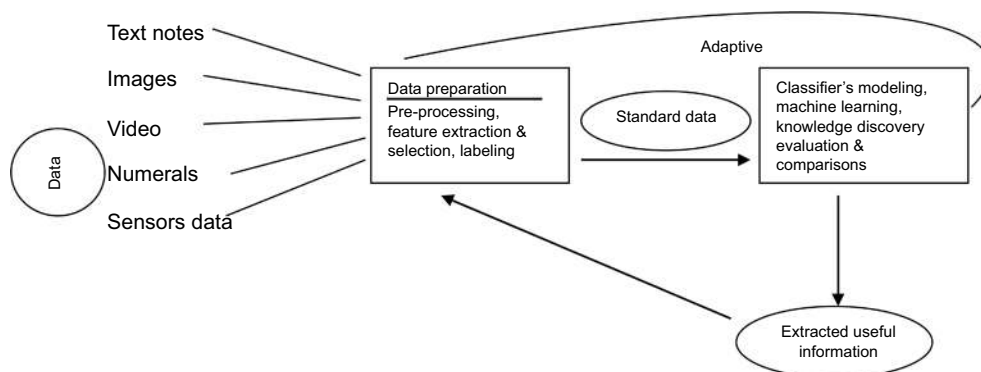 Text notes
Images
Video
Numerals
Sensors data
Data
Data preparation
Pre-processing,
feature extraction &
selection, labeling
Standard data
Adaptive
Classifier's modeling,
machine learning,
knowledge discovery
evaluation &
comparisons
Extracted useful
information